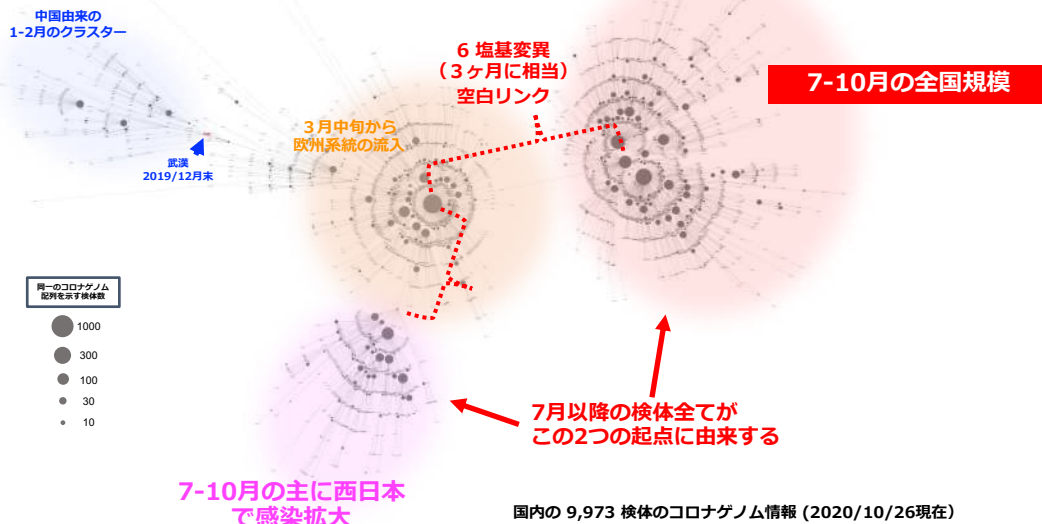 中国由来の
1-2月のクラスター
武漢
2019/12月末
3月中旬から
欧州系統の流入
6 塩基変異
（３ヶ月に相当）
空白リンク
7-10月の全国規模
同一のコロナゲノム
配列を示す検体数
1000
300
100
30
10
7月以降の検体全てが
この2つの起点に由来する
7-10月の主に西日本
で感染拡大
国内の 9,973 検体のコロナゲノム情報 (2020/10/26現在）